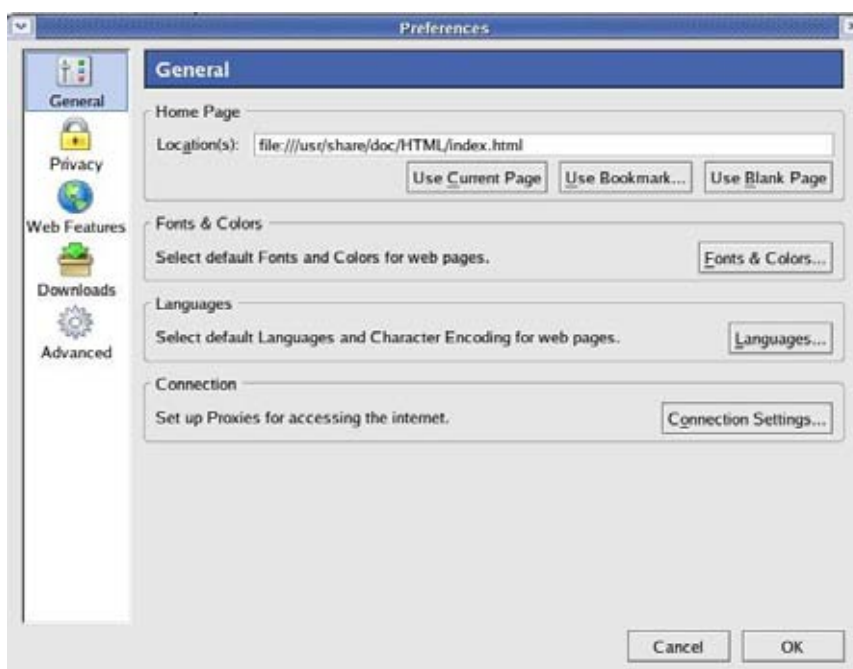 Preferences
General
Privacy
Web Features
Downloads
Advanced
General
Home Page
Location(s): file:///usr/share/doc/HTML/index.html
Use Current Page Use Bookmark... Use Blank Page
Fonts & Colors
Select default Fonts and Colors for web pages. Fonts & Colors...
Languages
Select default Languages and Character Encoding for web pages. Languages...
Connection
Set up Proxies for accessing the internet. Connection Settings...
Cancel OK